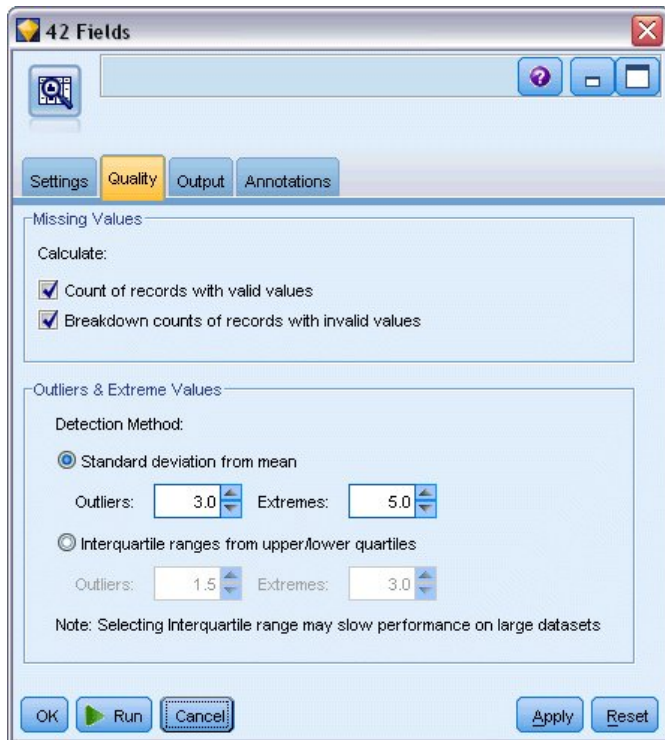 42 Fields
Settings Quality Output Annotations
Missing Values
Calculate:
Count of records with valid values
Breakdown counts of records with invalid values
Outliers & Extreme Values
Detection Method:
Standard deviation from mean
Outliers: 3.0 Extremes: 5.0
Interquartile ranges from upper/lower quartiles
Outliers: 1.5 Extremes: 3.0
Note: Selecting Interquartile range may slow performance on large datasets
OK Run Cancel Apply Reset